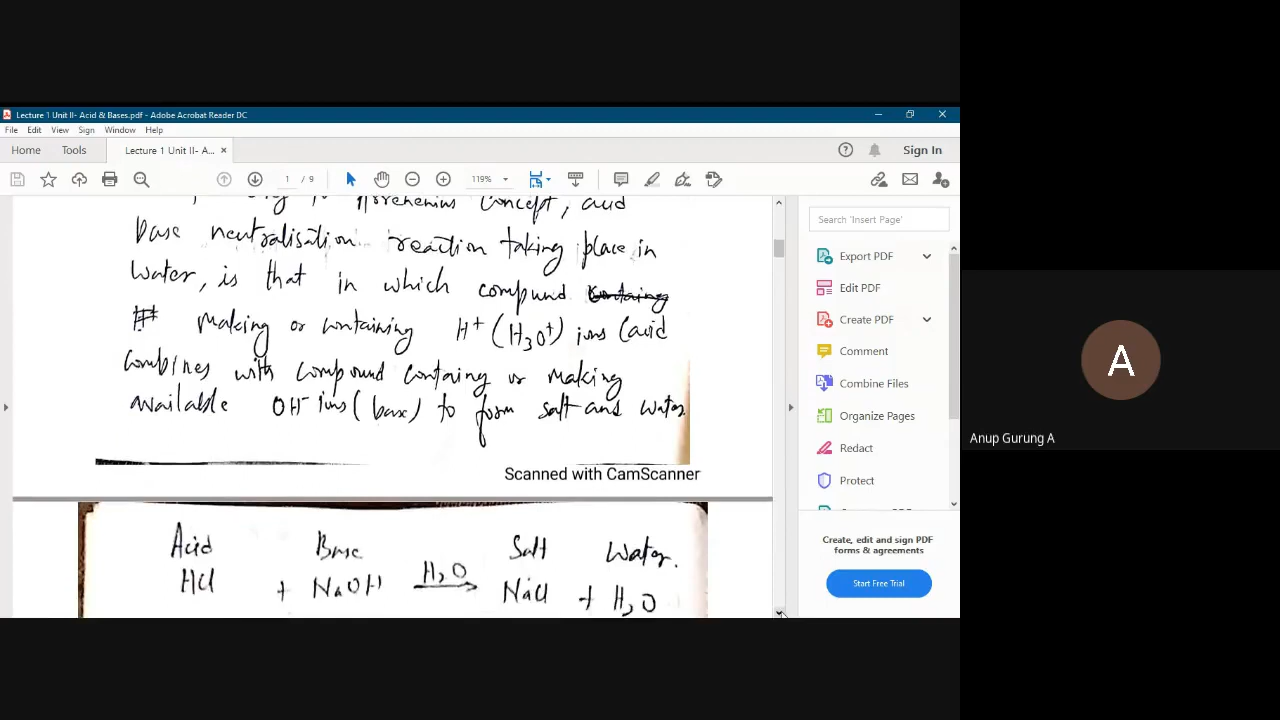 Lecture 1 Unit II- Acid & Bases.pdf - Adobe Acrobat Reader DC
File Edit View Sign Window Help
Home Tools Lecture 1 Unit II- A... × Sign In
1 / 9 119%
to Concept, acid
base neutralisation reaction taking place in
water, is that in which compund
making or containing H+ (H3O+) ions (acid
combines with compound containg or making
available OH- ions (base) to form salt and water
Scanned with CamScanner
Acid Base Salt Water.
HCl + NaOH H2O → NaCl + H2O
Search 'Insert Page'
Export PDF
Edit PDF
Create PDF
Comment
Combine Files
Organize Pages
Redact
Protect
Create, edit and sign PDF
forms & agreements
Start Free Trial
A
Anup Gurung A